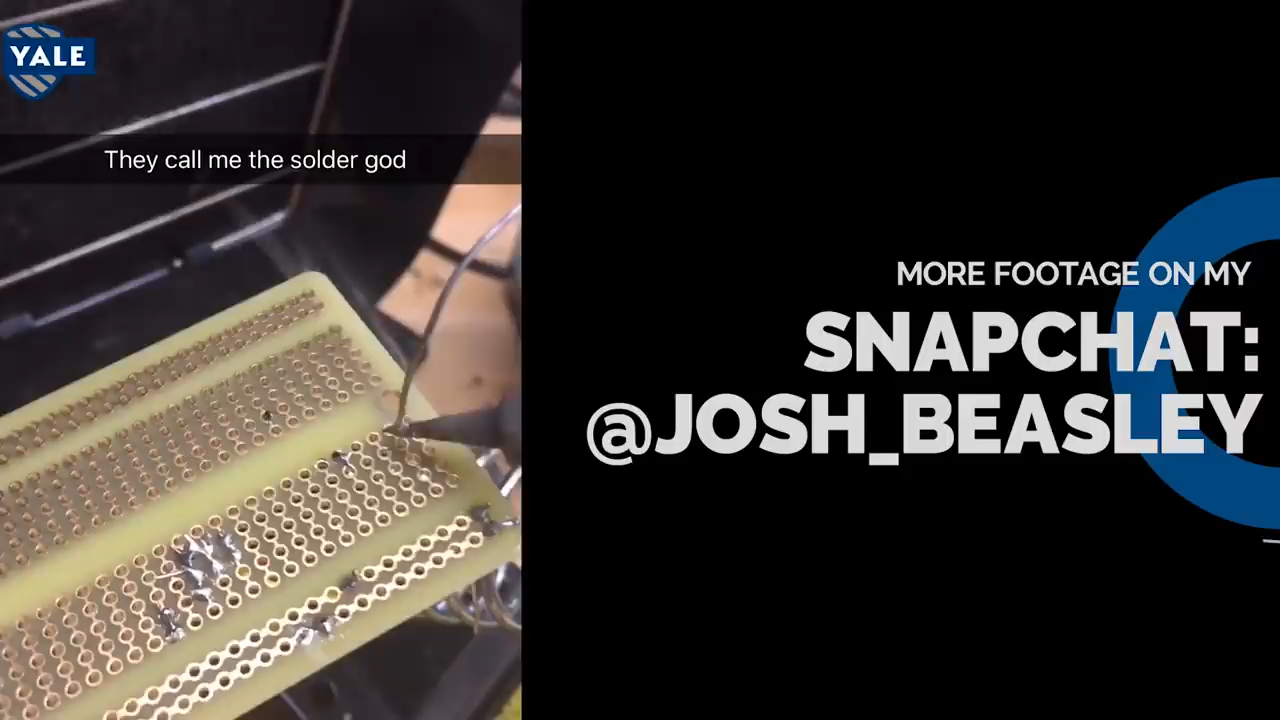 YALE
They call me the solder god
MORE FOOTAGE ON MY
SNAPCHAT:
@JOSH_BEASLEY